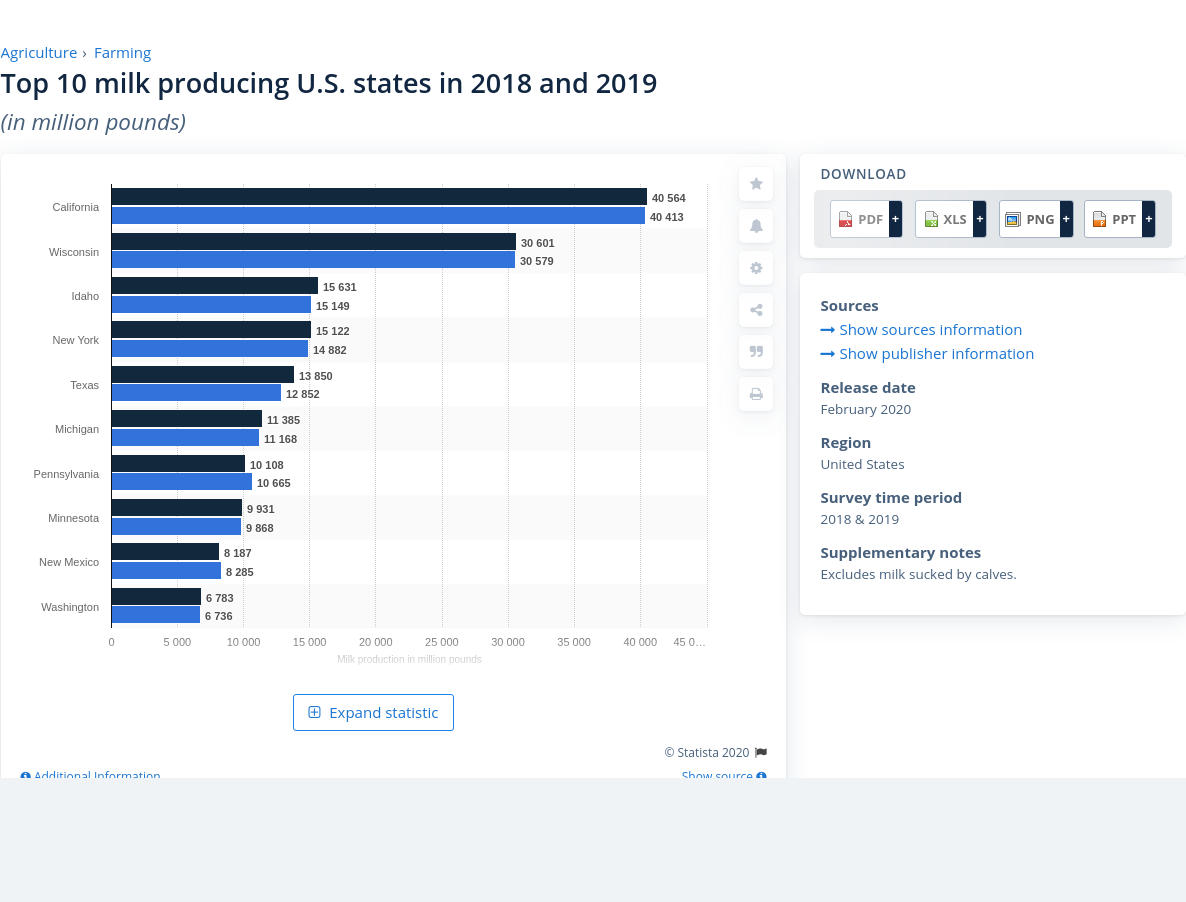 Agriculture › Farming
Top 10 milk producing U.S. states in 2018 and 2019
(in million pounds)
California
40 564
40 413
Wisconsin
30 601
30 579
Idaho
15 631
15 149
New York
15 122
14 882
Texas
13 850
12 852
Michigan
11 385
11 168
Pennsylvania
10 108
10 665
Minnesota
9 931
9 868
New Mexico
8 187
8 285
Washington
6 783
6 736
0 5 000 10 000 15 000 20 000 25 000 30 000 35 000 40 000 45 0…
Milk production in million pounds
Expand statistic
© Statista 2020
Additional Information
Show source
DOWNLOAD
PDF + XLS + PNG + PPT +
Sources
Show sources information
Show publisher information
Release date
February 2020
Region
United States
Survey time period
2018 & 2019
Supplementary notes
Excludes milk sucked by calves.